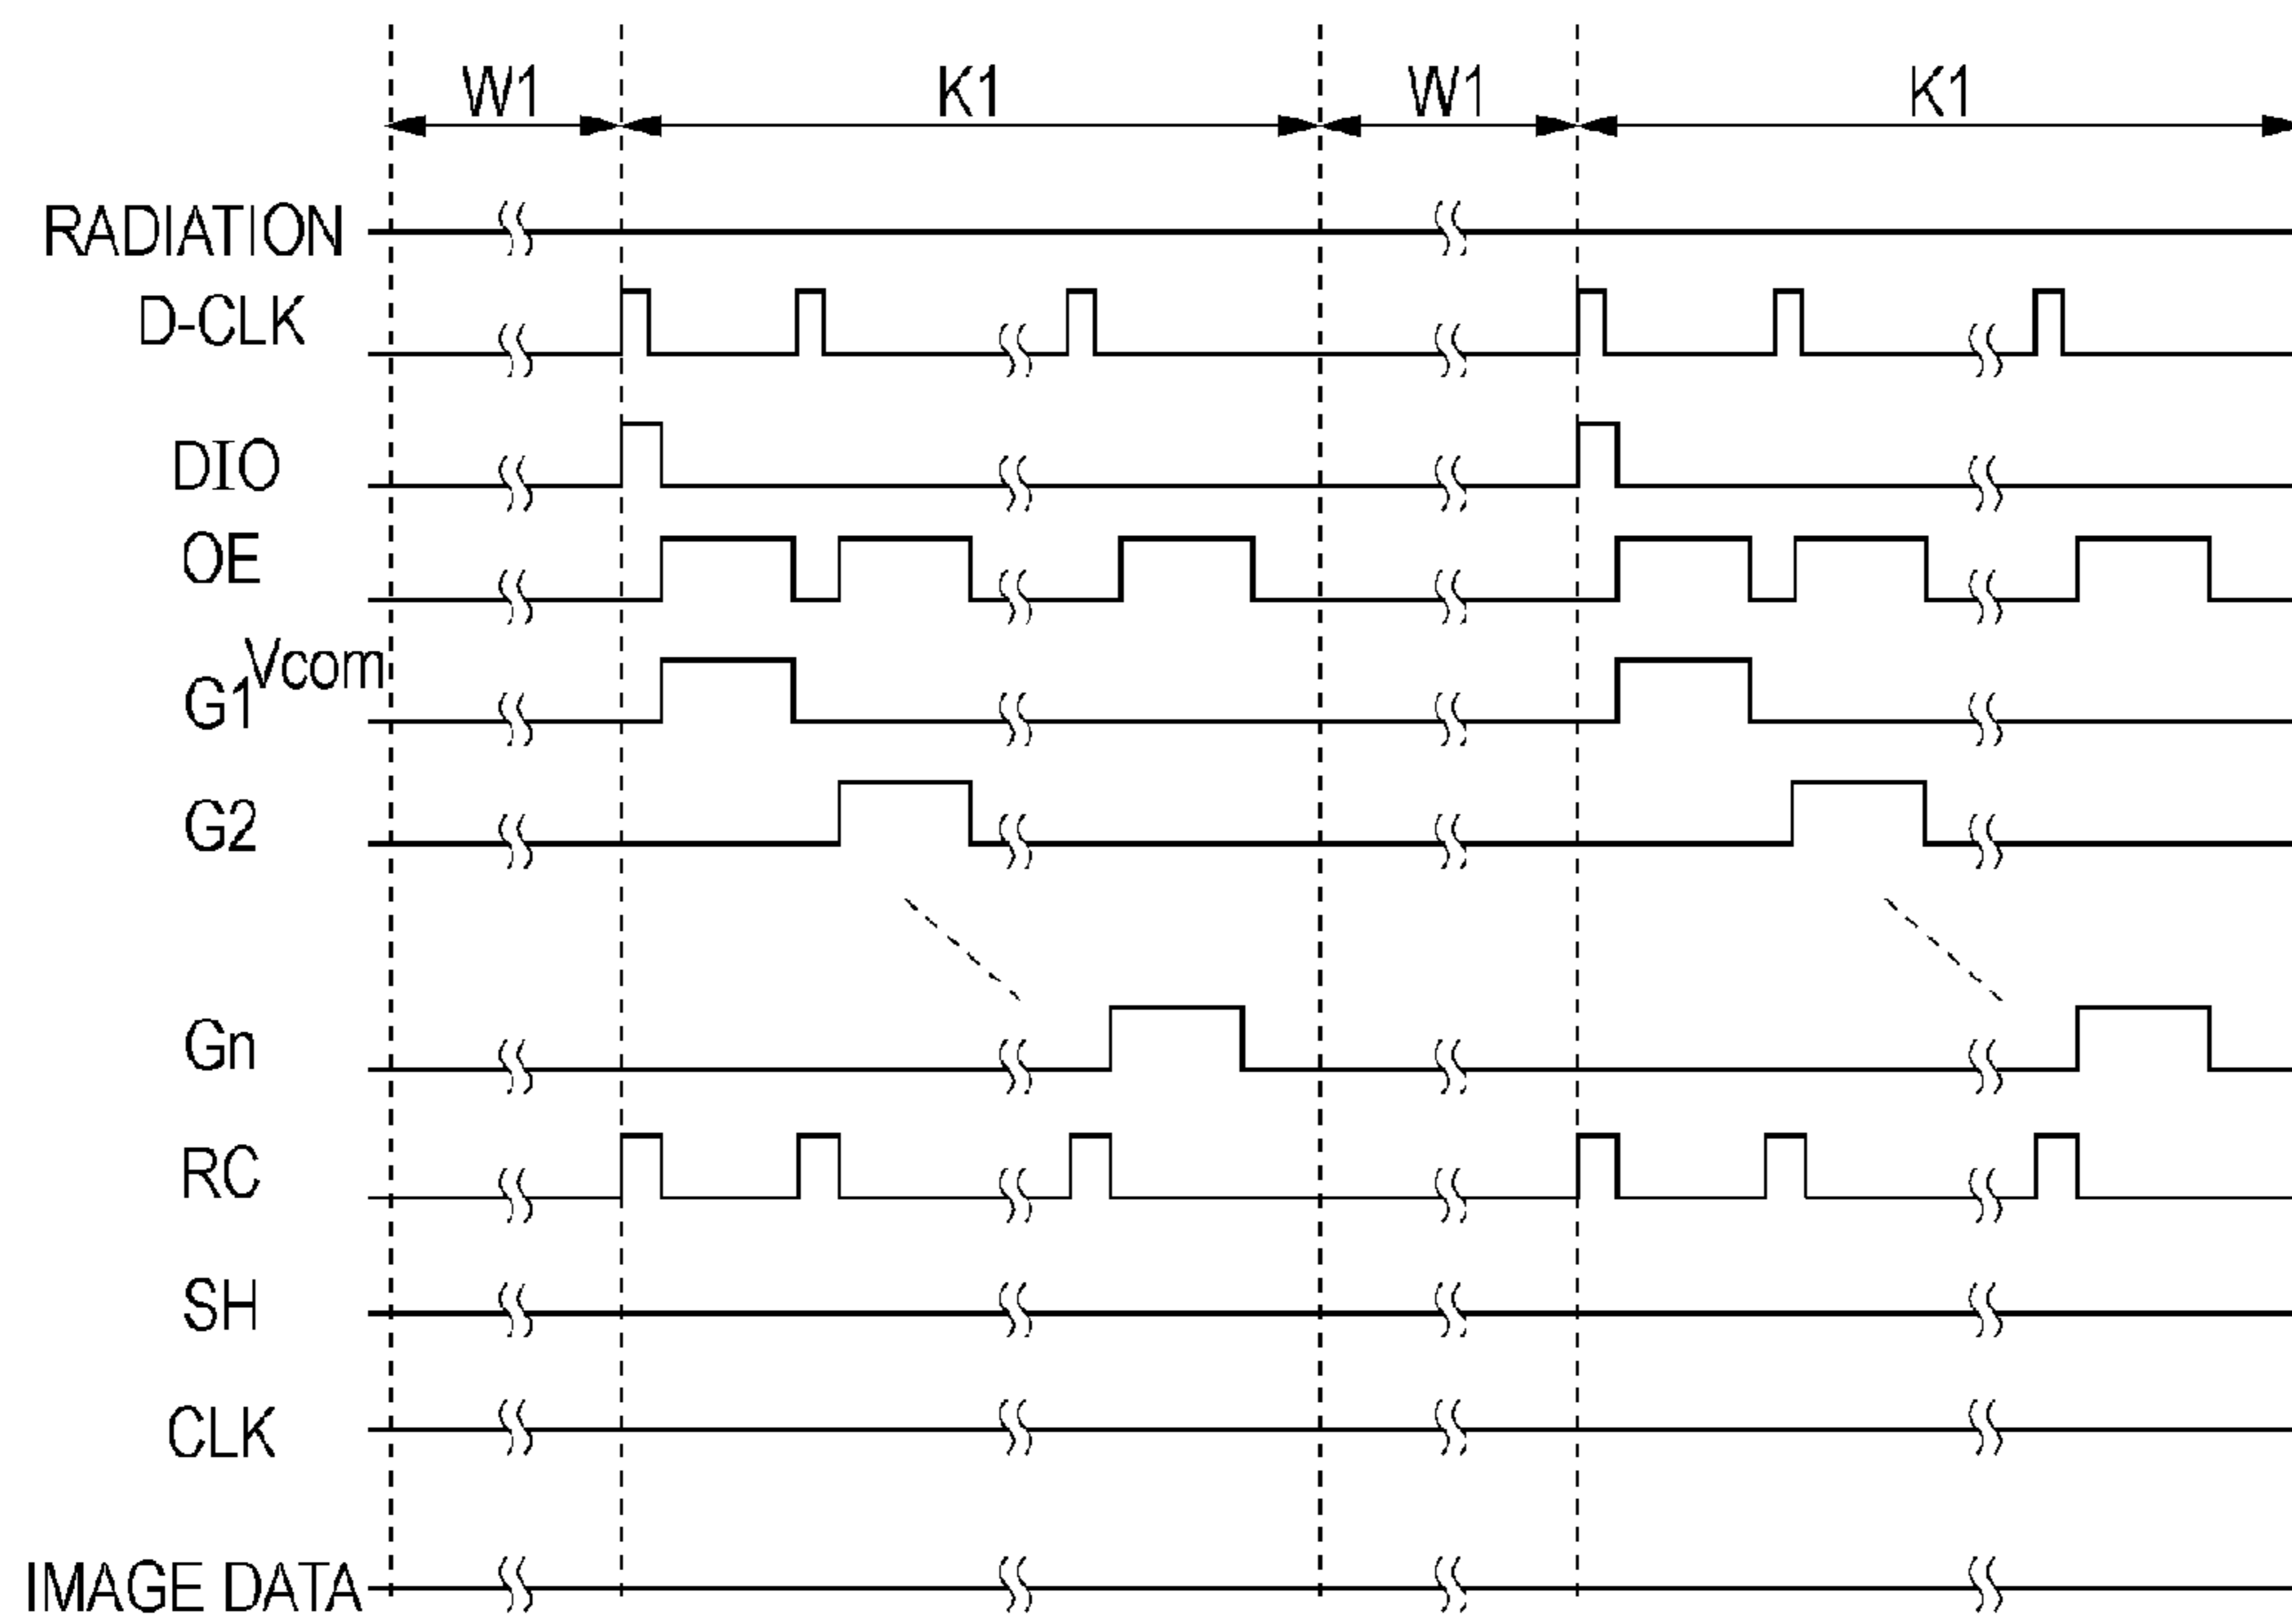 W1 K1 W1 K1
RADIATION
D-CLK
DIO
OE
Vcom
G1
G2
Gn
RC
SH
CLK
IMAGE DATA